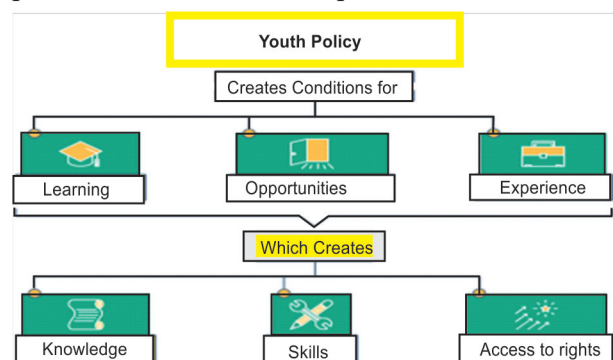 Youth Policy
Creates Conditions for
Learning
Opportunities
Experience
Which Creates
Knowledge
Skills
Access to rights